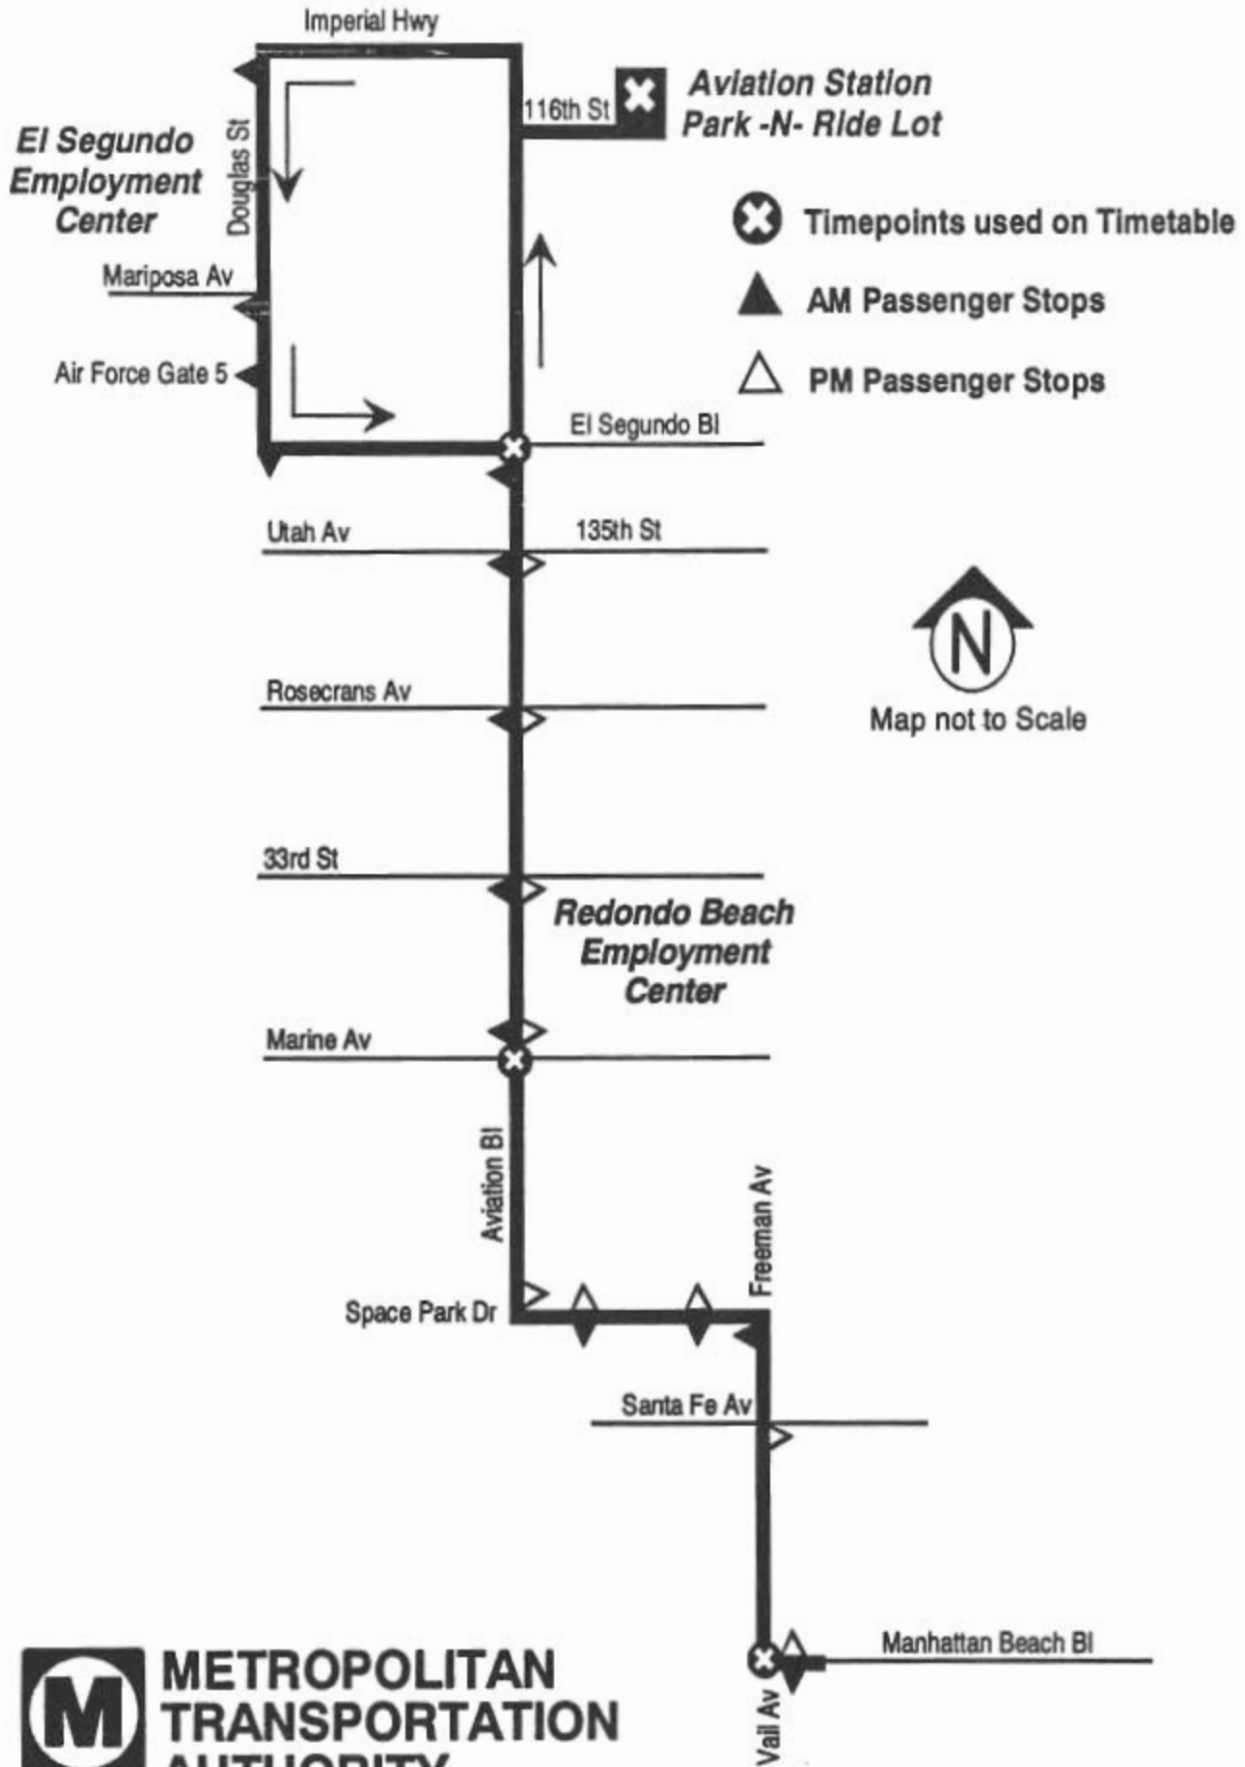 Imperial Hwy
116th St
Aviation Station
Park -N- Ride Lot
El Segundo
Employment
Center
Douglas St
Timepoints used on Timetable
Mariposa Av
AM Passenger Stops
Air Force Gate 5
PM Passenger Stops
El Segundo Bl
Utah Av
135th St
N
Map not to Scale
Rosecrans Av
33rd St
Redondo Beach
Employment
Center
Marine Av
Aviation Bl
Freeman Av
Space Park Dr
Santa Fe Av
Manhattan Beach Bl
Vail Av
M
METROPOLITAN
TRANSPORTATION
AUTHORITY